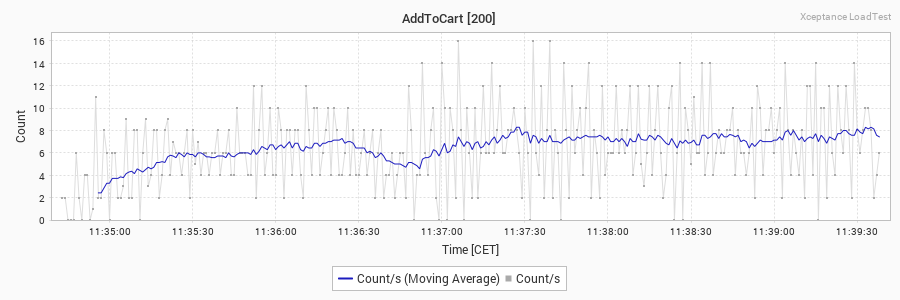 AddToCart [200]
Xceptance LoadTest
Count
16
14
12
10
8
6
4
2
0
11:35:00 11:35:30 11:36:00 11:36:30 11:37:00 11:37:30 11:38:00 11:38:30 11:39:00 11:39:30
Time [CET]
Count/s (Moving Average) Count/s